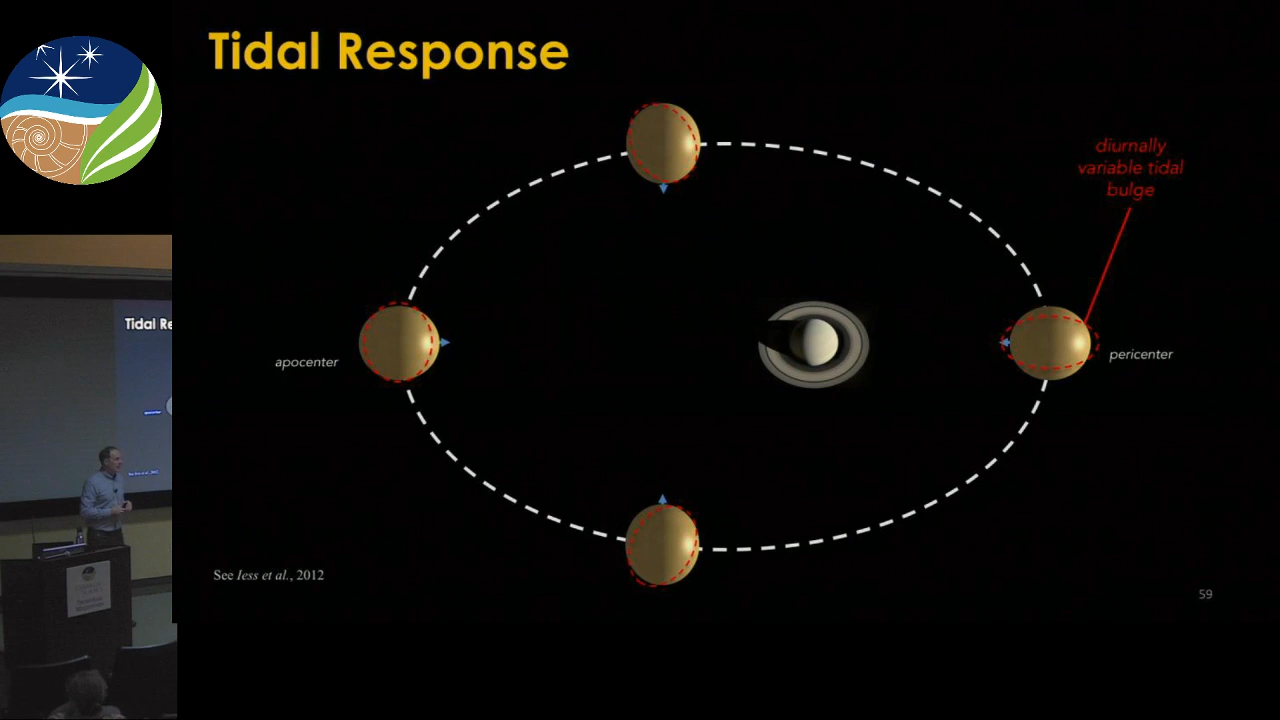 Tidal Response
diurnally
variable tidal
bulge
apocenter
pericenter
See Iess et al., 2012
59
Tidal Re